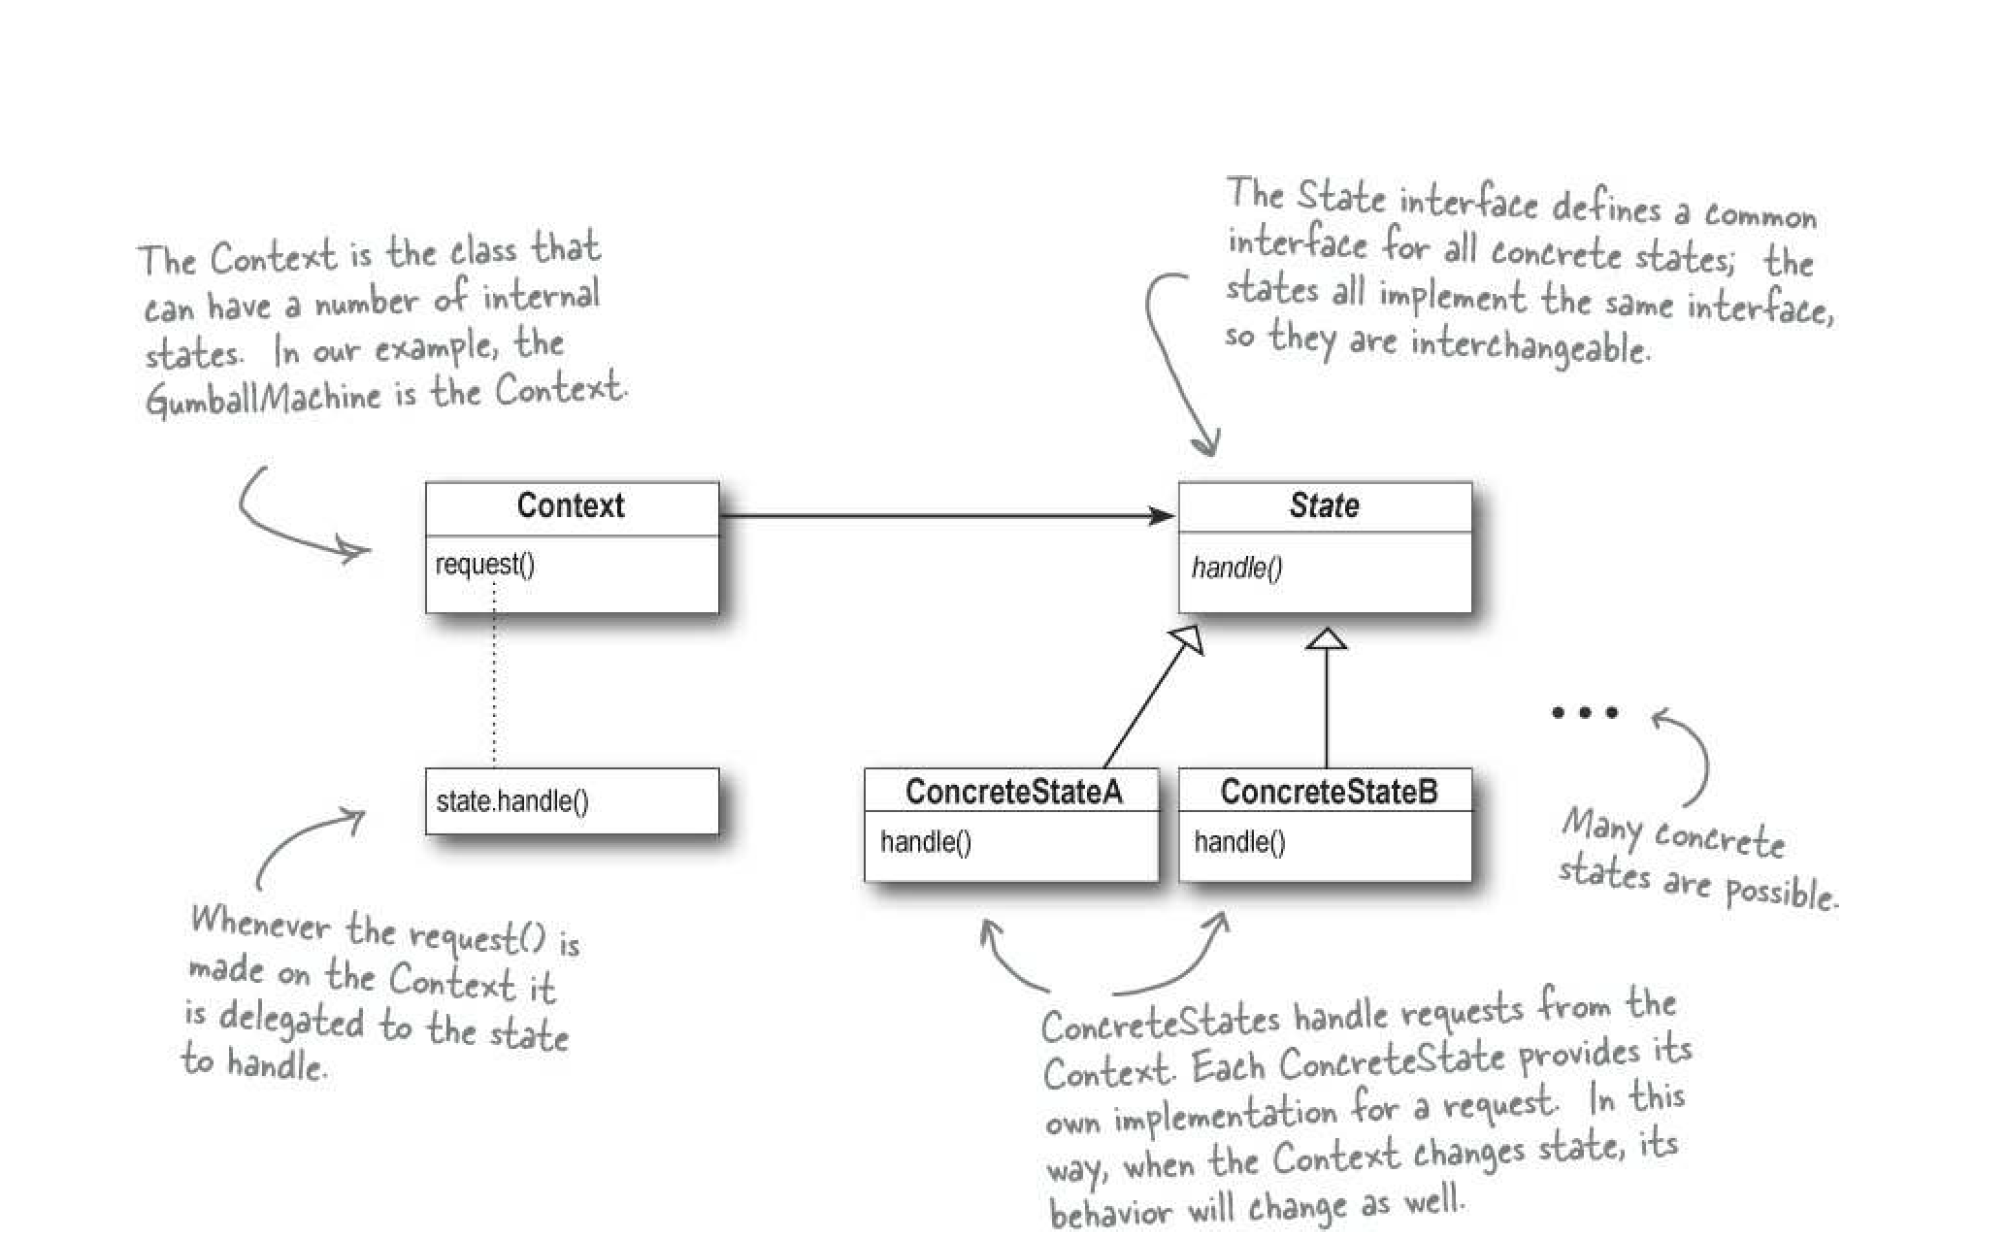 The Context is the class that
can have a number of internal
states. In our example, the
GumballMachine is the Context.
The State interface defines a common
interface for all concrete states; the
states all implement the same interface,
so they are interchangeable.
Context
request()
State
handle()
state.handle()
ConcreteStateA
handle()
ConcreteStateB
handle()
•••
Many concrete
states are possible.
Whenever the request() is
made on the Context it
is delegated to the state
to handle.
ConcreteStates handle requests from the
Context. Each ConcreteState provides its
own implementation for a request. In this
way, when the Context changes state, its
behavior will change as well.